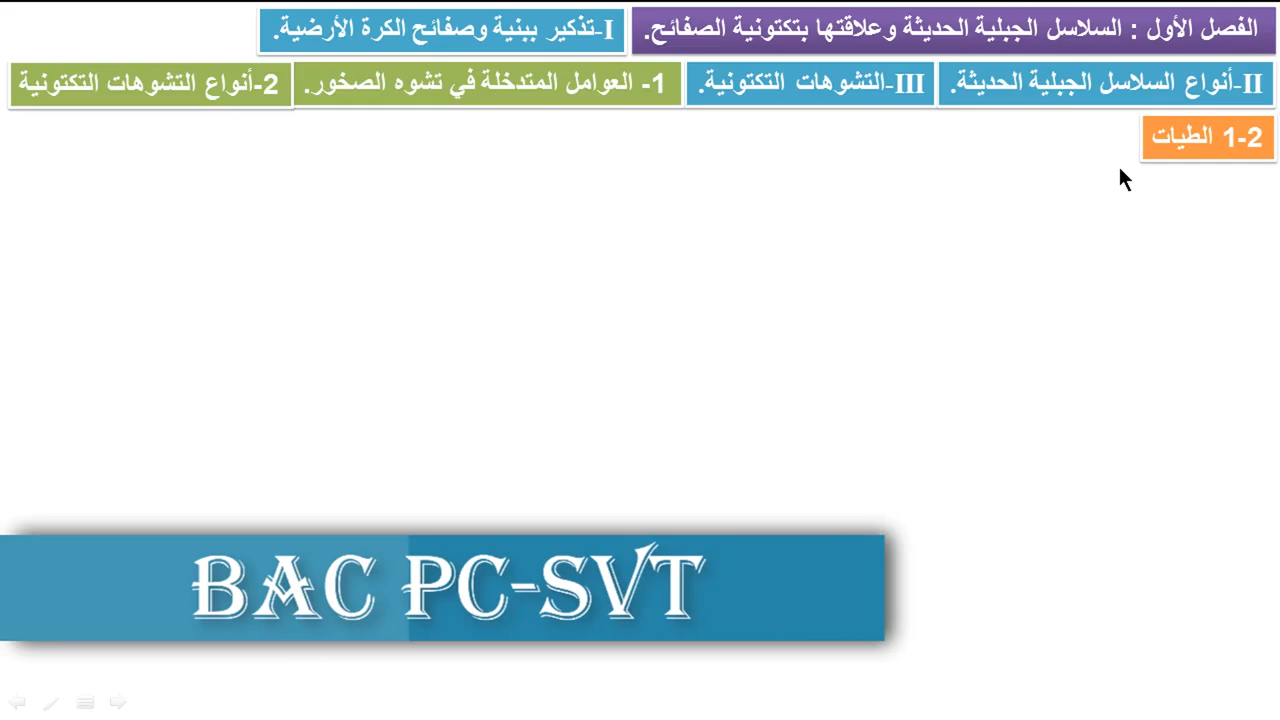 الفصل الأول : السلاسل الجبلية الحديثة وعلاقتها بتكتونية الصفائح.
I-تذكير ببنية وصفائح الكرة الأرضية.
II-أنواع السلاسل الجبلية الحديثة.
III-التشوهات التكتونية.
1- العوامل المتدخلة في تشوه الصخور.
2-أنواع التشوهات التكتونية
1-2 الطيات
BAC PC-SVT